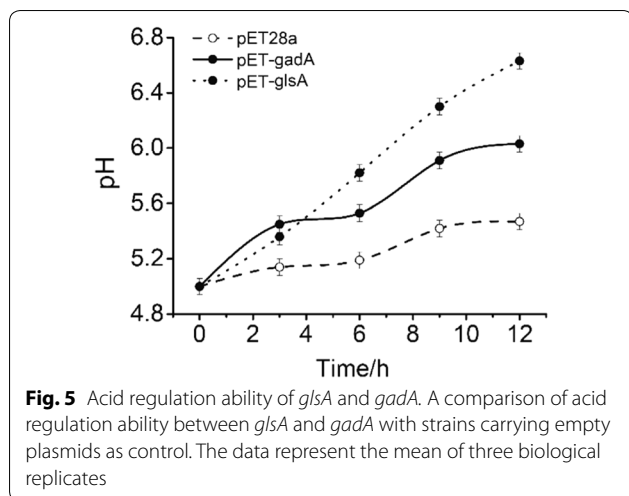 6.8
6.4
6.0
5.6
5.2
4.8
pH
pET28a
pET-gadA
pET-glsA
0 2 4 6 8 10 12
Time/h
Fig. 5 Acid regulation ability of glsA and gadA. A comparison of acid
regulation ability between glsA and gadA with strains carrying empty
plasmids as control. The data represent the mean of three biological
replicates